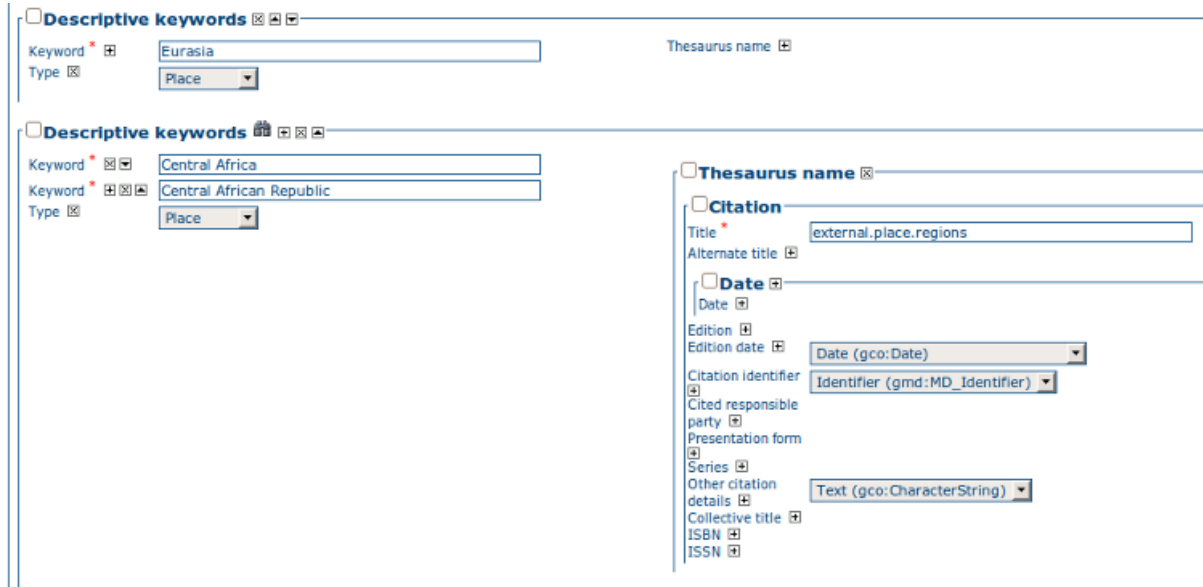 Descriptive keywords
Keyword * Eurasia Thesaurus name
Type Place
Descriptive keywords
Keyword * Central Africa
Keyword * Central African Republic
Type Place
Thesaurus name
Citation
Title * external.place.regions
Alternate title
Date
Date
Edition
Edition date Date (gco:Date)
Citation identifier Identifier (gmd:MD_Identifier)
Cited responsible
party
Presentation form
Series
Other citation
details Text (gco:CharacterString)
Collective title
ISBN
ISSN